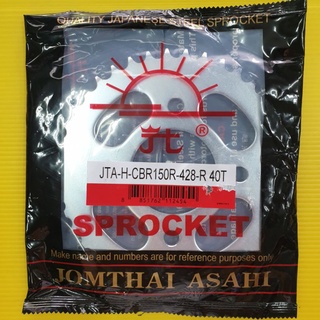 QUALITY JAPANESE STEEL SPROCKET
Jt ®
JTA-H-CBR150R-428-R 40T
SPROCKET
Make names and numbers are for reference purposes only
JOMTHAI ASAHI